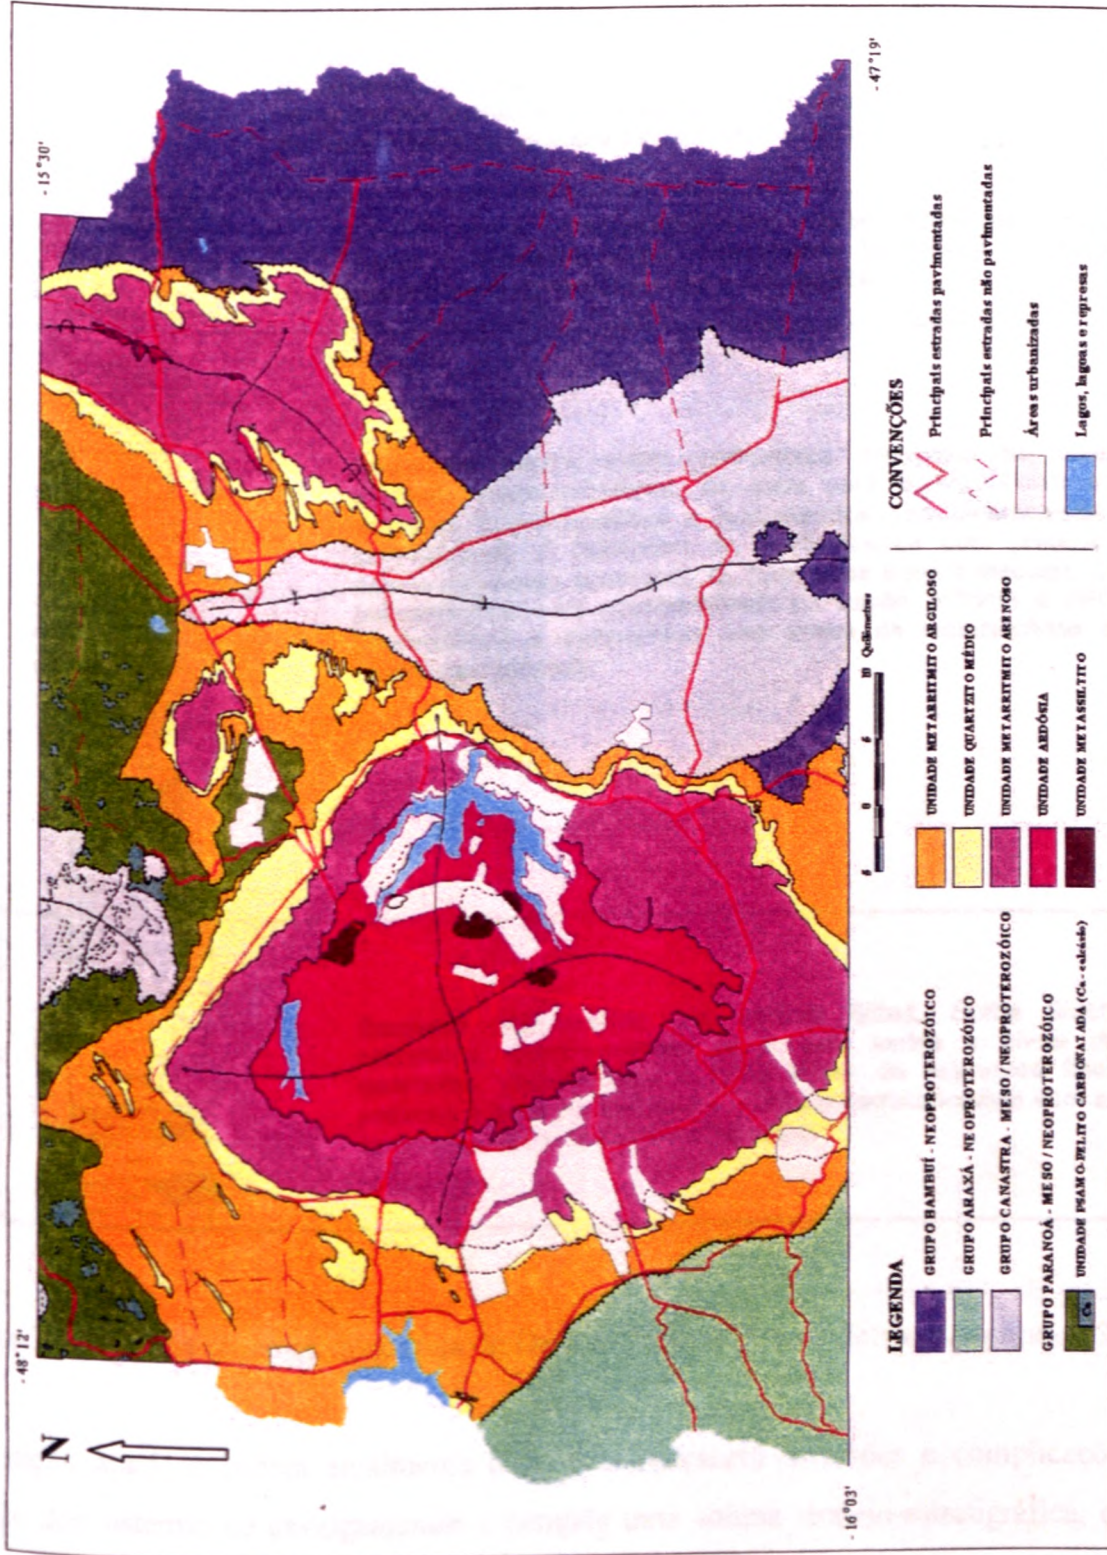 N
- 48°12'
- 15°30'
- 47°19'
- 16°03'
5 0 5 10 Quilômetros
LEGENDA
GRUPO BAMBUÍ - NEOPROTEROZÓICO
GRUPO ARAXÁ - NEOPROTEROZÓICO
GRUPO CANASTRA - MESO / NEOPROTEROZÓICO
GRUPO PARANOÁ - MESO / NEOPROTEROZÓICO
Ca UNIDADE PSAMO-PELITO CARBONATADA (Ca - calcário)
UNIDADE METARRITMITO ARGILOSO
UNIDADE QUARTZITO MÉDIO
UNIDADE METARRITMITO ARENOSO
UNIDADE ARDÓSIA
UNIDADE METASSILTITO
CONVENÇÕES
Principais estradas pavimentadas
Principais estradas não pavimentadas
Áreas urbanizadas
Lagos, lagoas e represas